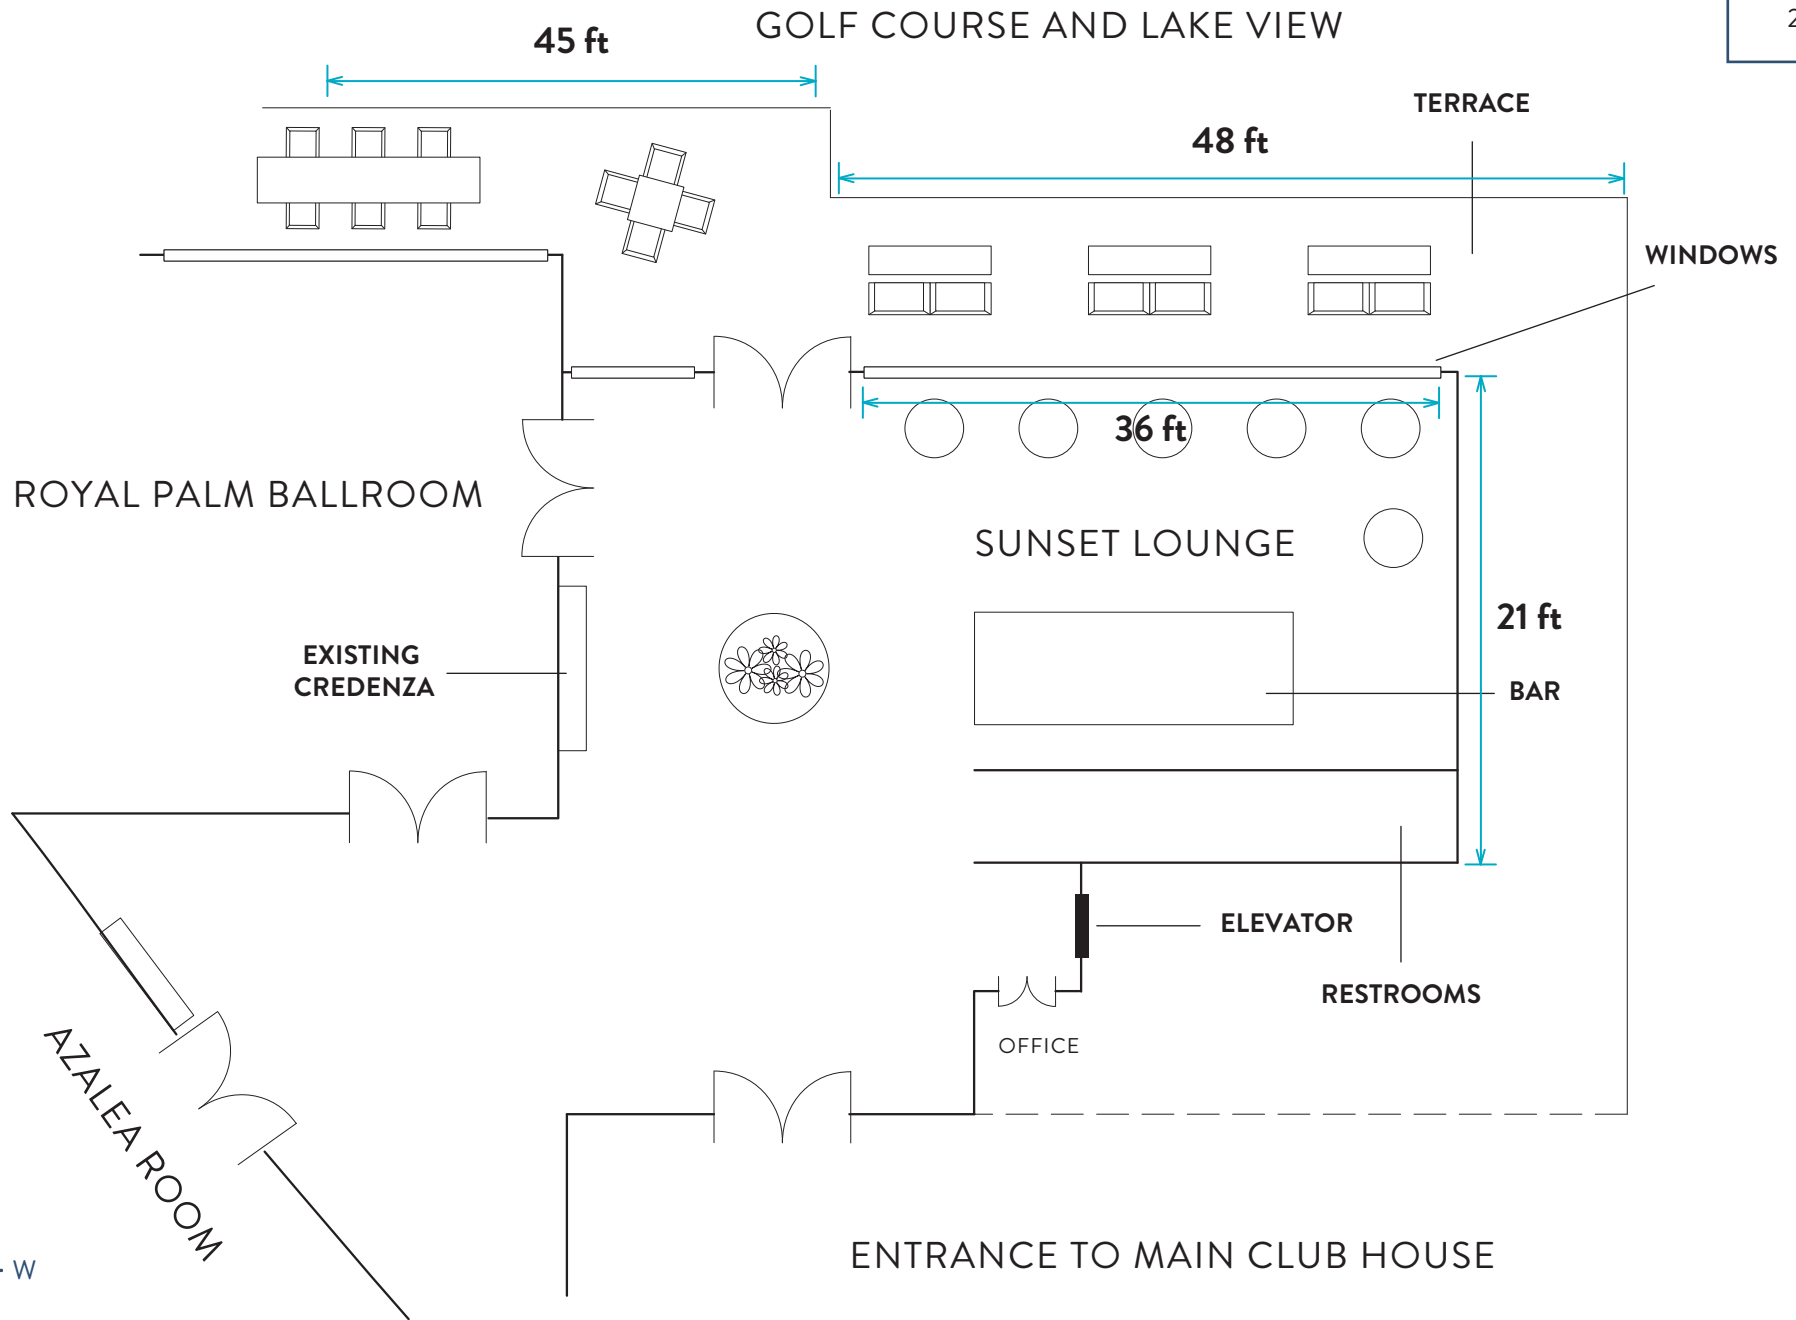 GOLF COURSE AND LAKE VIEW
2
45 ft
TERRACE
48 ft
WINDOWS
36 ft
ROYAL PALM BALLROOM
SUNSET LOUNGE
21 ft
EXISTING
CREDENZA
BAR
ELEVATOR
RESTROOMS
OFFICE
AZALEA ROOM
ENTRANCE TO MAIN CLUB HOUSE
W